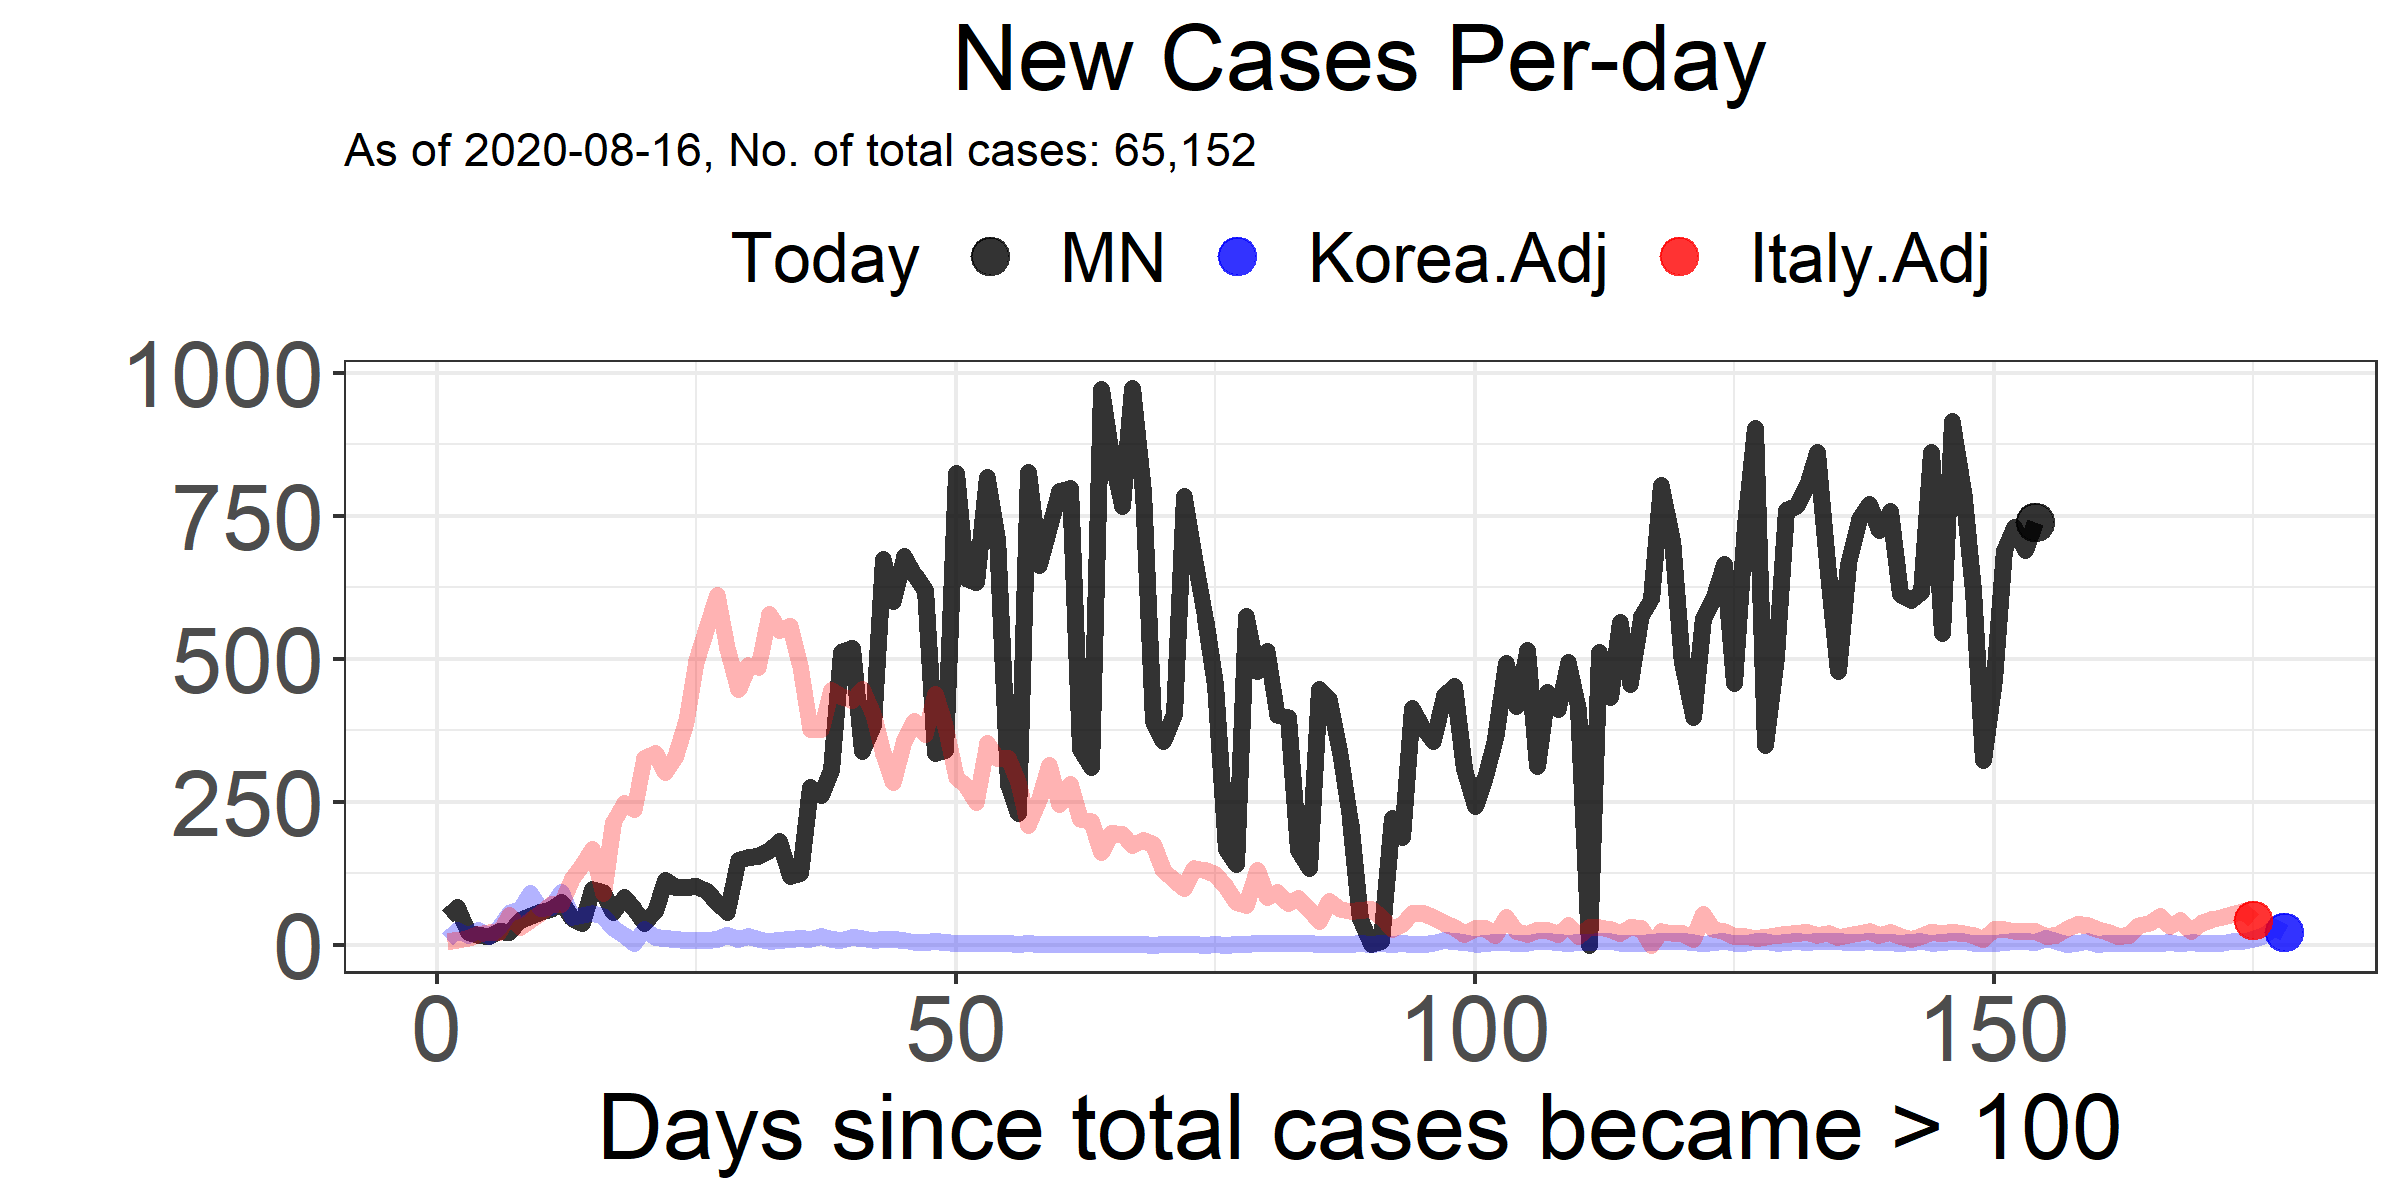 New Cases Per-day
As of 2020-08-16, No. of total cases: 65,152
Today MN Korea.Adj Italy.Adj
1000
750
500
250
0
0 50 100 150
Days since total cases became > 100